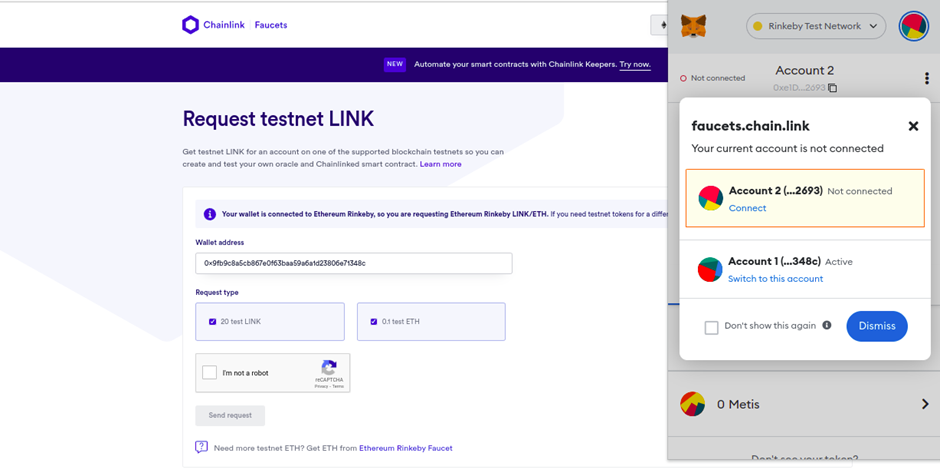 Chainlink | Faucets
NEW Automate your smart contracts with Chainlink Keepers. Try now.
Request testnet LINK
Get testnet LINK for an account on one of the supported blockchain testnets so you can
create and test your own oracle and Chainlinked smart contract. Learn more
Your wallet is connected to Ethereum Rinkeby, so you are requesting Ethereum Rinkeby LINK/ETH. If you need testnet tokens for a differe
Wallet address
0x9fb9c8a5cb867e0f63baa59a6a1d23806e71348c
Request type
20 test LINK
0.1 test ETH
I'm not a robot
reCAPTCHA
Privacy - Terms
Send request
Need more testnet ETH? Get ETH from Ethereum Rinkeby Faucet
Rinkeby Test Network
Not connected
Account 2
0xe1D...2693
faucets.chain.link
Your current account is not connected
Account 2 (...2693) Not connected
Connect
Account 1 (...348c) Active
Switch to this account
Don't show this again
Dismiss
0 Metis
Don't see your token?